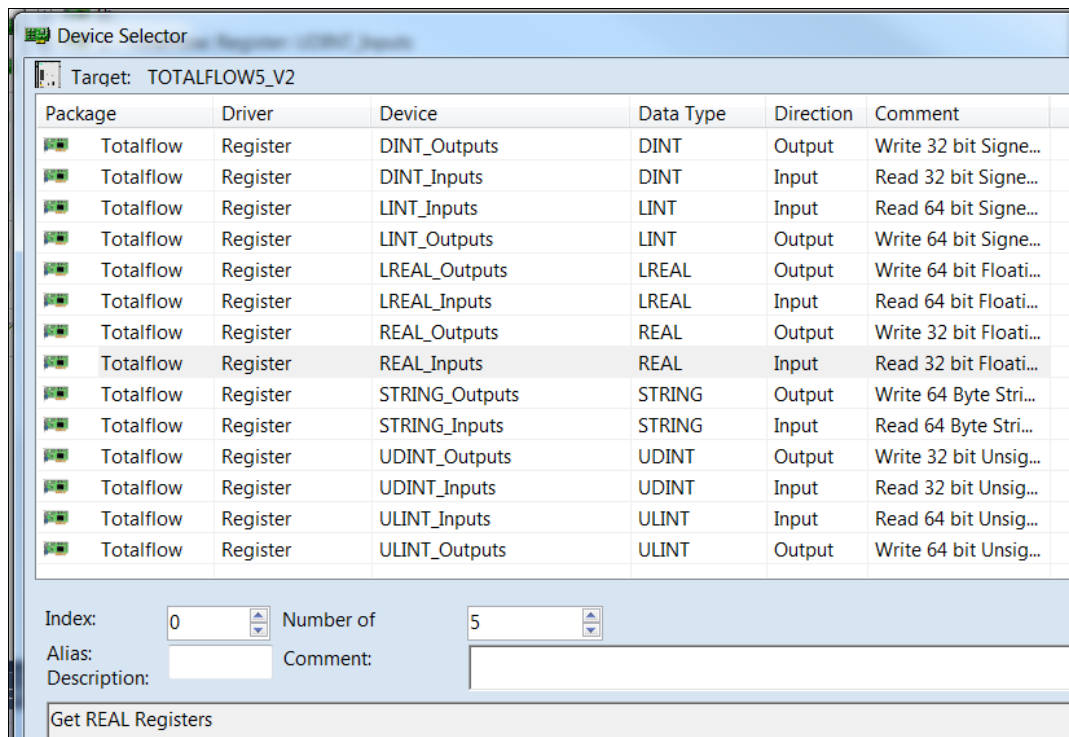 Device Selector
Target: TOTALFLOW5_V2
Package Driver Device Data Type Direction Comment
Totalflow Register DINT_Outputs DINT Output Write 32 bit Signe...
Totalflow Register DINT_Inputs DINT Input Read 32 bit Signe...
Totalflow Register LINT_Inputs LINT Input Read 64 bit Signe...
Totalflow Register LINT_Outputs LINT Output Write 64 bit Signe...
Totalflow Register LREAL_Outputs LREAL Output Write 64 bit Floati...
Totalflow Register LREAL_Inputs LREAL Input Read 64 bit Floati...
Totalflow Register REAL_Outputs REAL Output Write 32 bit Floati...
Totalflow Register REAL_Inputs REAL Input Read 32 bit Floati...
Totalflow Register STRING_Outputs STRING Output Write 64 Byte Stri...
Totalflow Register STRING_Inputs STRING Input Read 64 Byte Stri...
Totalflow Register UDINT_Outputs UDINT Output Write 32 bit Unsig...
Totalflow Register UDINT_Inputs UDINT Input Read 32 bit Unsig...
Totalflow Register ULINT_Inputs ULINT Input Read 64 bit Unsig...
Totalflow Register ULINT_Outputs ULINT Output Write 64 bit Unsig...
Index: 0 Number of 5
Alias: Comment:
Description:
Get REAL Registers